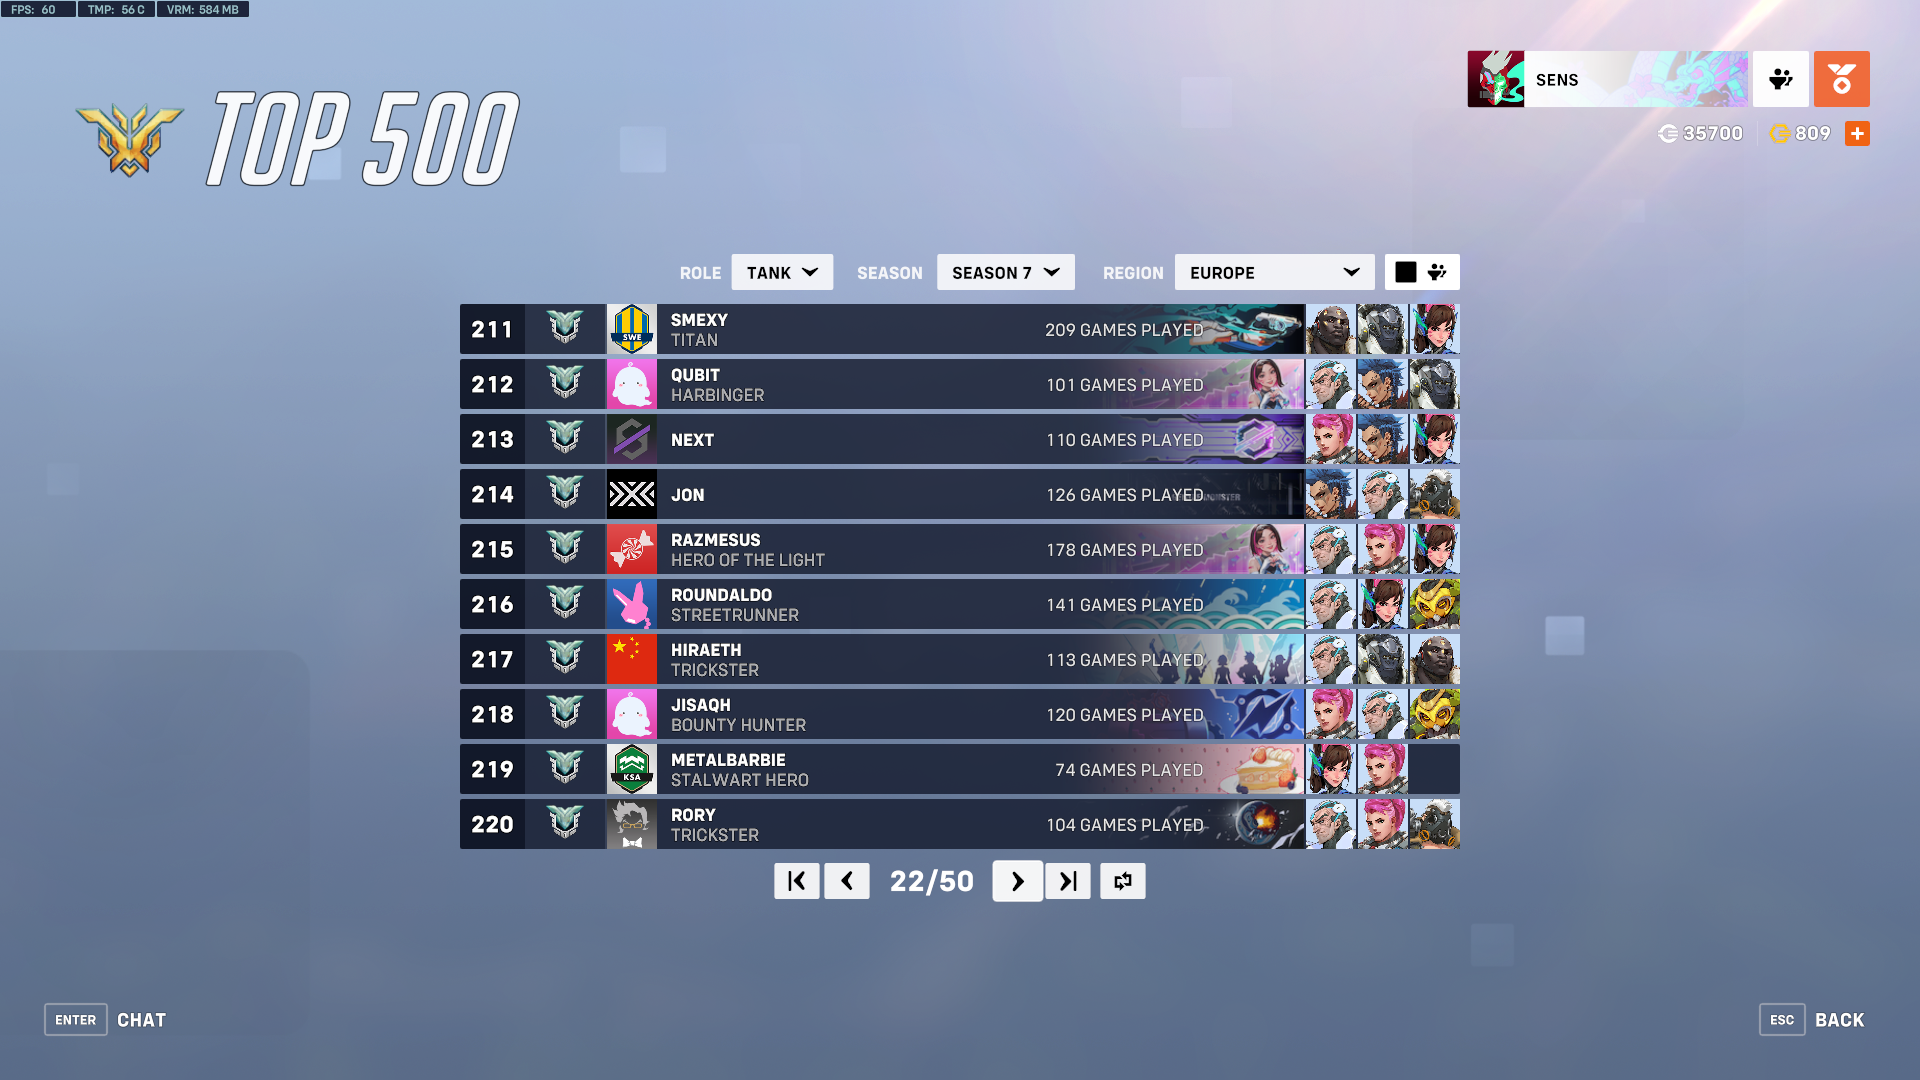 FPS: 60 TMP: 56 C VRM: 584 MB
TOP 500
SENS
35700 809
ROLE TANK SEASON SEASON 7 REGION EUROPE
211 SWE SMEXY 209 GAMES PLAYED
TITAN
212 QUBIT 101 GAMES PLAYED
HARBINGER
213 NEXT 110 GAMES PLAYED
214 JON 126 GAMES PLAYED MONSTER
215 RAZMESUS 178 GAMES PLAYED
HERO OF THE LIGHT
216 ROUNDALDO 141 GAMES PLAYED
STREETRUNNER
217 HIRAETH 113 GAMES PLAYED
TRICKSTER
218 JISAQH 120 GAMES PLAYED
BOUNTY HUNTER
219 KSA METALBARBIE 74 GAMES PLAYED
STALWART HERO
220 RORY 104 GAMES PLAYED
TRICKSTER
22/50
ENTER CHAT
ESC BACK